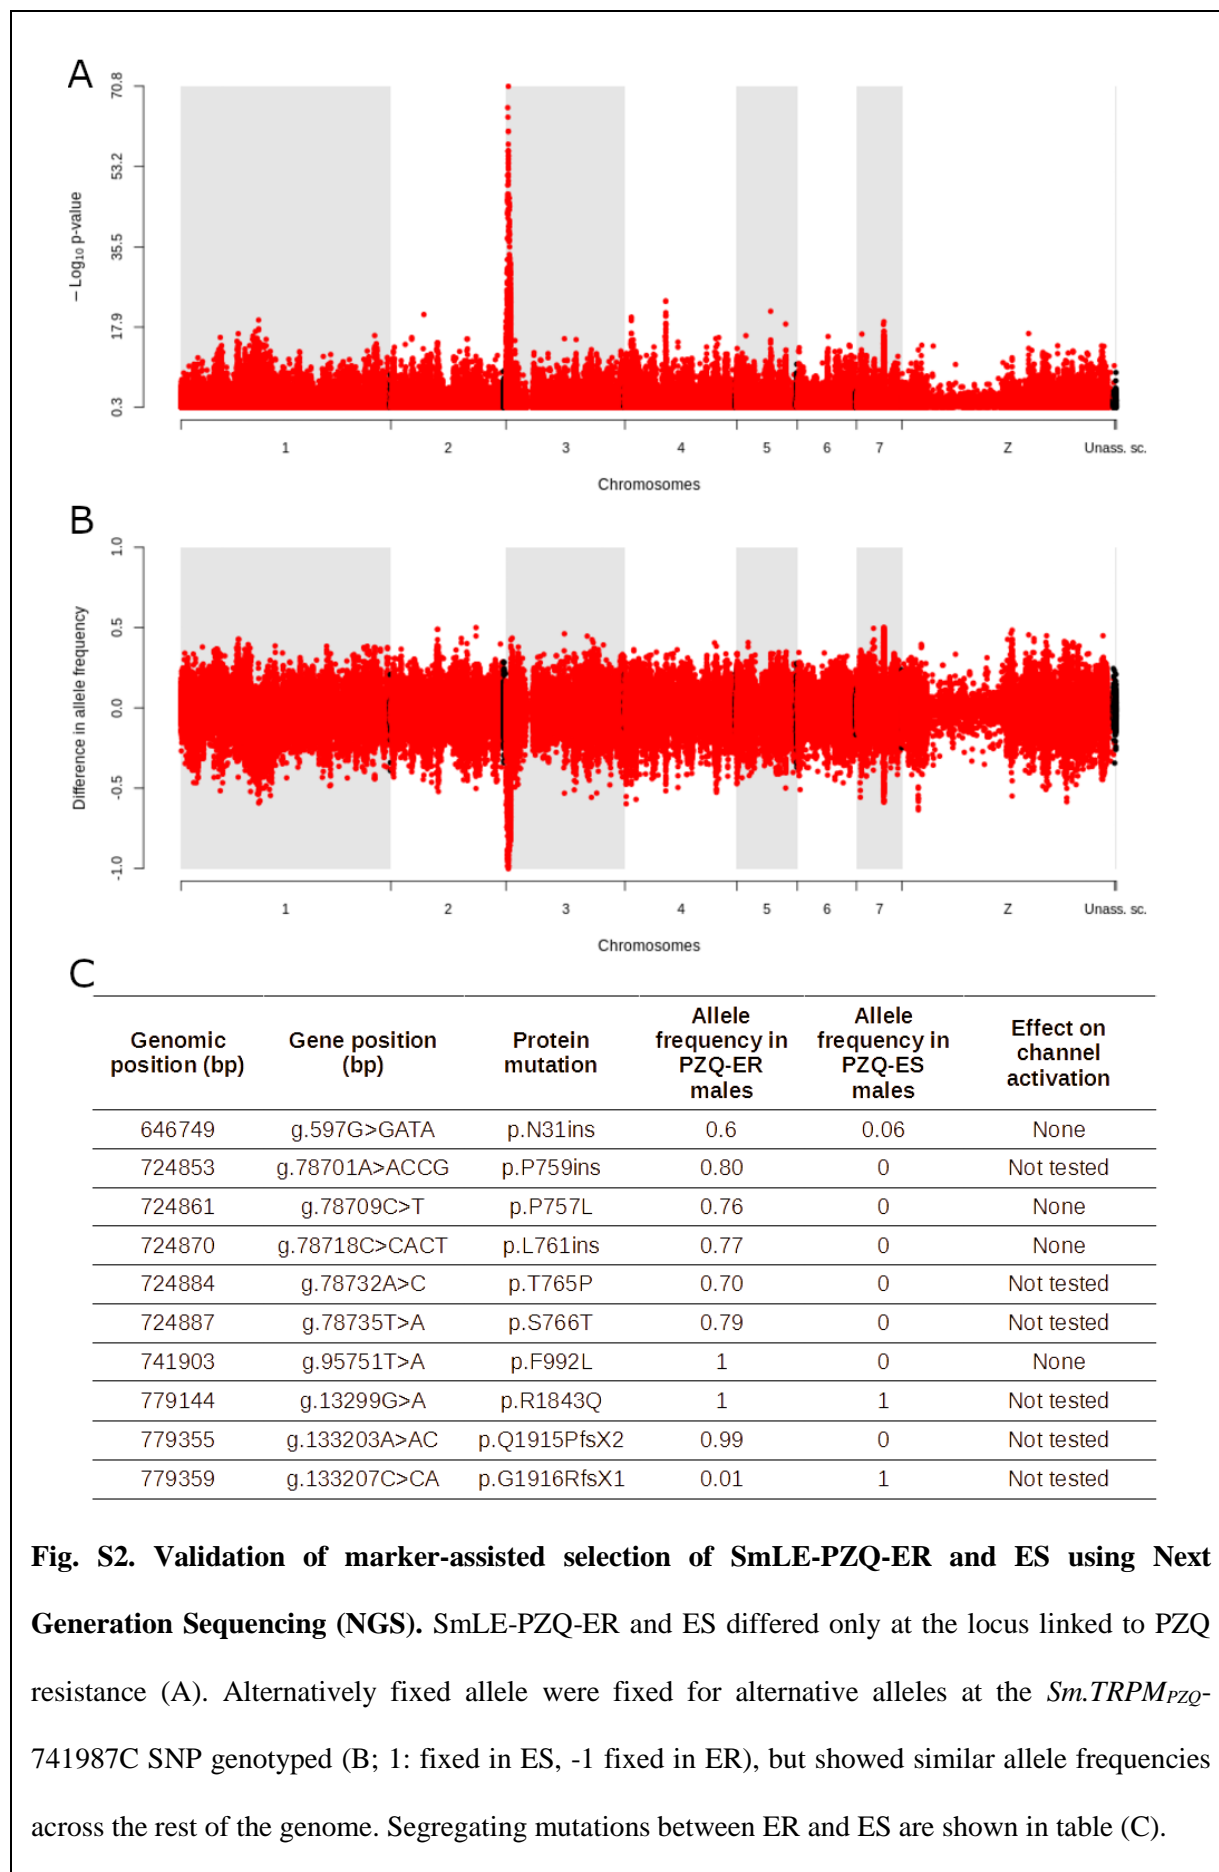 A
70.8
53.2
35.5
17.9
0.3
− Log10 p-value
1 2 3 4 5 6 7 Z Unass. sc.
Chromosomes
B
1.0
0.5
0.0
-0.5
-1.0
Difference in allele frequency
1 2 3 4 5 6 7 Z Unass. sc.
Chromosomes
C
Genomic position (bp) Gene position (bp) Protein mutation Allele frequency in PZQ-ER males Allele frequency in PZQ-ES males Effect on channel activation
646749 g.597G>GATA p.N31ins 0.6 0.06 None
724853 g.78701A>ACCG p.P759ins 0.80 0 Not tested
724861 g.78709C>T p.P757L 0.76 0 None
724870 g.78718C>CACT p.L761ins 0.77 0 None
724884 g.78732A>C p.T765P 0.70 0 Not tested
724887 g.78735T>A p.S766T 0.79 0 Not tested
741903 g.95751T>A p.F992L 1 0 None
779144 g.13299G>A p.R1843Q 1 1 Not tested
779355 g.133203A>AC p.Q1915PfsX2 0.99 0 Not tested
779359 g.133207C>CA p.G1916RfsX1 0.01 1 Not tested
Fig. S2. Validation of marker-assisted selection of SmLE-PZQ-ER and ES using Next
Generation Sequencing (NGS). SmLE-PZQ-ER and ES differed only at the locus linked to PZQ
resistance (A). Alternatively fixed allele were fixed for alternative alleles at the Sm.TRPMPZQ-
741987C SNP genotyped (B; 1: fixed in ES, -1 fixed in ER), but showed similar allele frequencies
across the rest of the genome. Segregating mutations between ER and ES are shown in table (C).